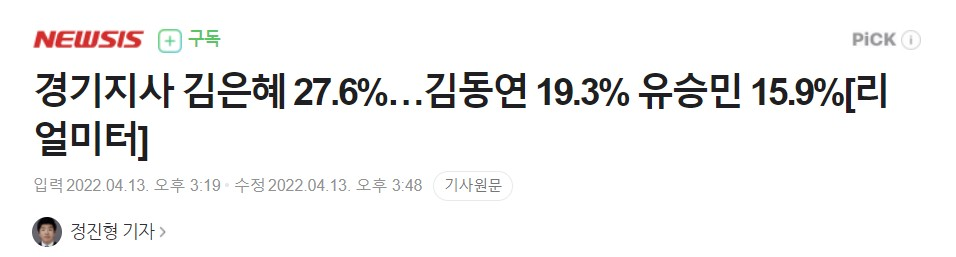 NEWSIS 구독 PiCK
경기지사 김은혜 27.6%…김동연 19.3% 유승민 15.9%[리
얼미터]
입력 2022.04.13. 오후 3:19 · 수정 2022.04.13. 오후 3:48 기사원문
정진형 기자 >